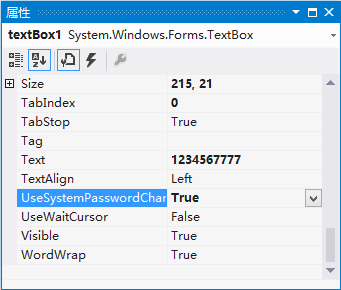 属性
textBox1 System.Windows.Forms.TextBox
Size 215, 21
TabIndex 0
TabStop True
Tag
Text 1234567777
TextAlign Left
UseSystemPasswordChar True
UseWaitCursor False
Visible True
WordWrap True